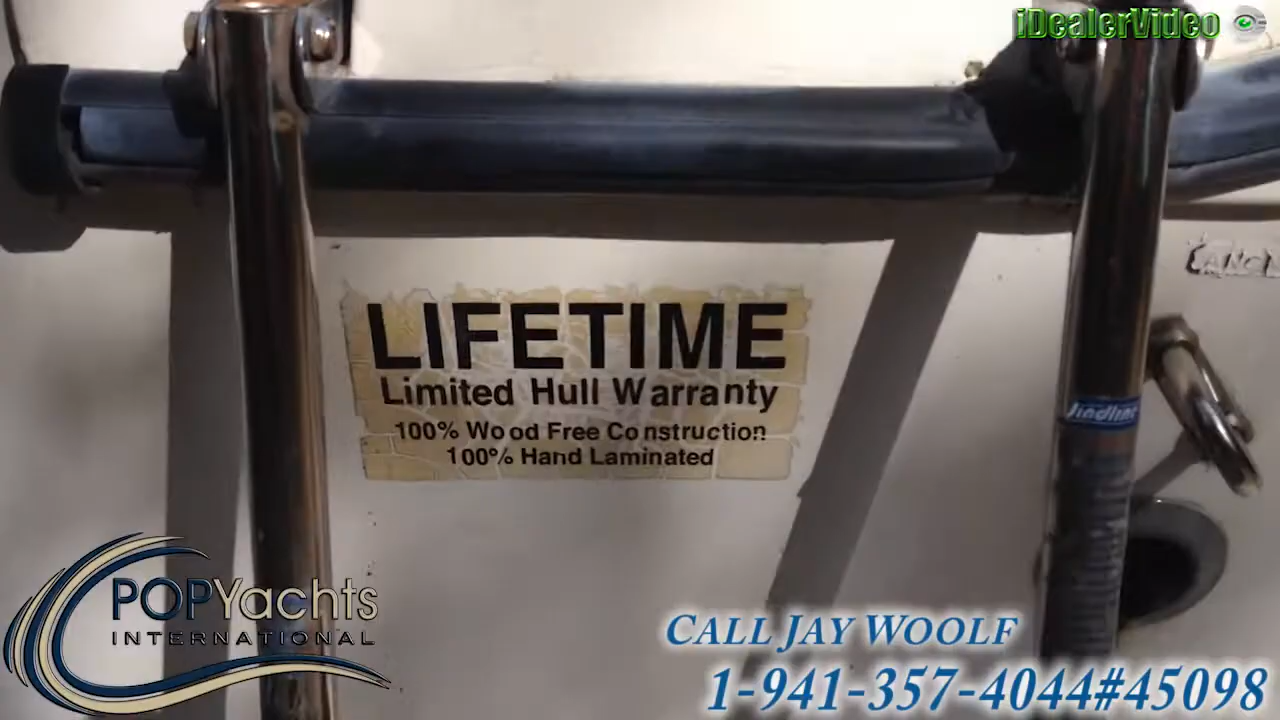 iDealerVideo
LIFETIME
Limited Hull Warranty
100% Wood Free Construction
100% Hand Laminated
POPYachts
INTERNATIONAL
CALL JAY WOOLF
1-941-357-4044#45098